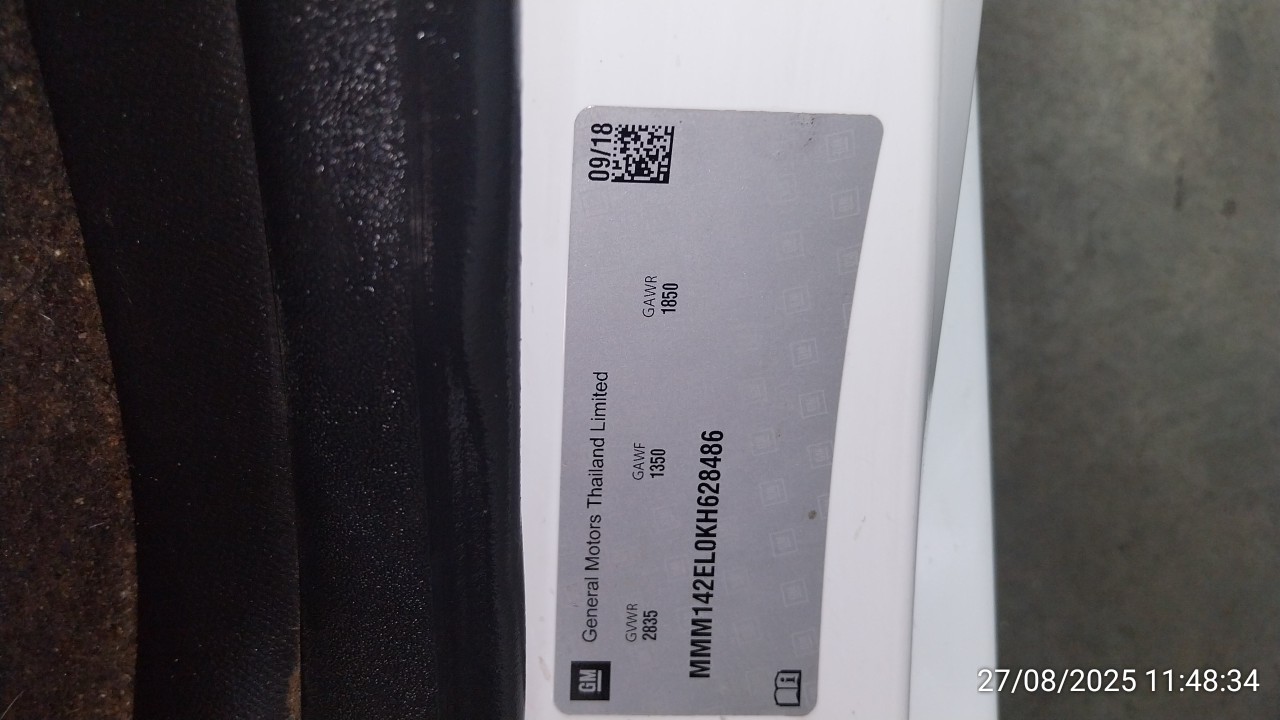 GM General Motors Thailand Limited 09/18
GVWR GAWF GAWR
2835 1350 1850
MMM142EL0KH628486
27/08/2025 11:48:34